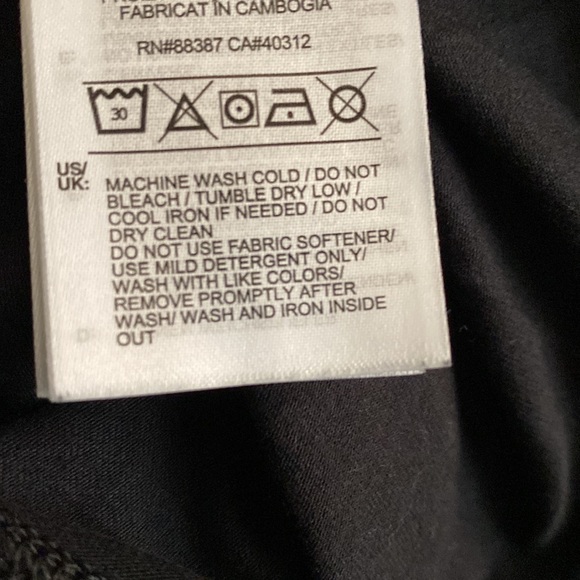 FABRICAT ÎN CAMBOGIA
RN#88387 CA#40312
30
US/
UK:
MACHINE WASH COLD / DO NOT
BLEACH / TUMBLE DRY LOW /
COOL IRON IF NEEDED / DO NOT
DRY CLEAN
DO NOT USE FABRIC SOFTENER/
USE MILD DETERGENT ONLY/
WASH WITH LIKE COLORS/
REMOVE PROMPTLY AFTER
WASH/ WASH AND IRON INSIDE
OUT